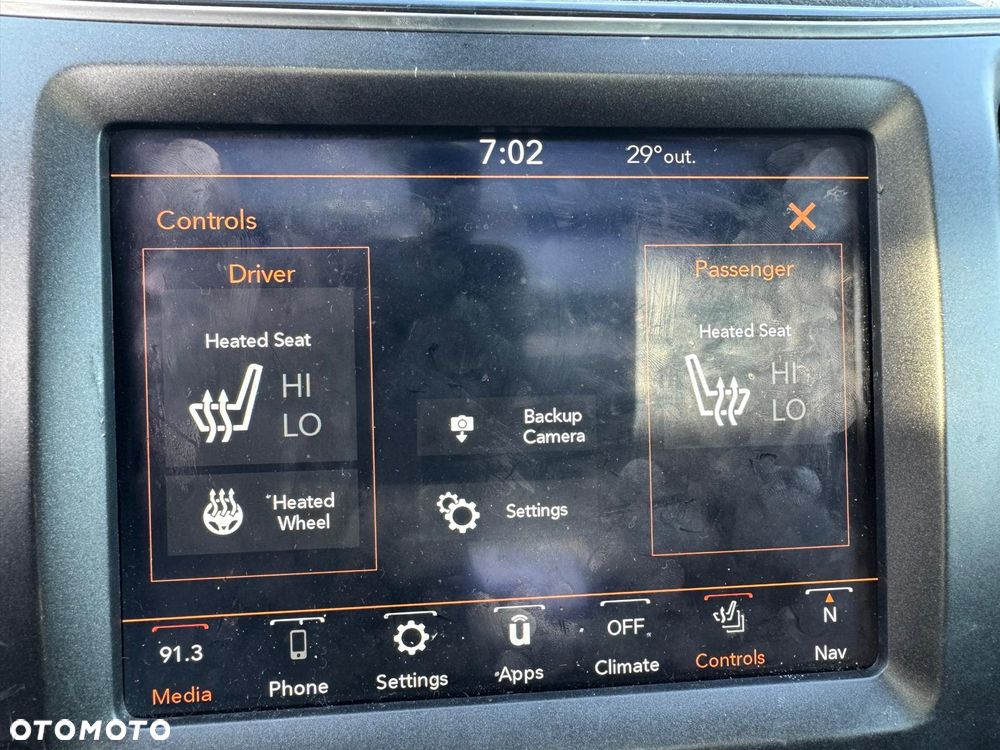 7:02
29°out.
Controls
Driver
Heated Seat
HI
LO
Heated
Wheel
Backup
Camera
Settings
Passenger
Heated Seat
HI
LO
91.3
Media
Phone
Settings
u
Apps
OFF
Climate
Controls
N
Nav
OTOMOTO